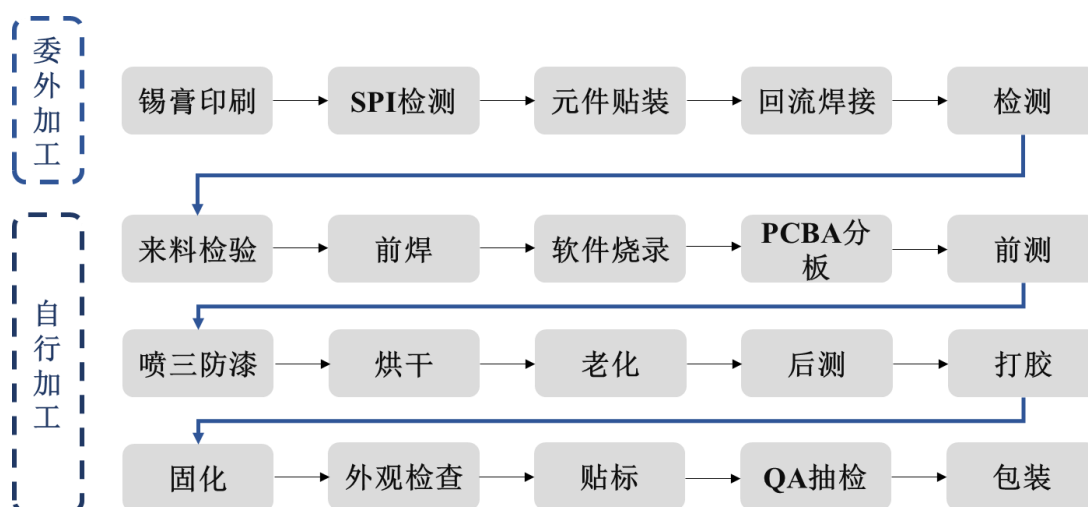 委外加工
锡膏印刷
SPI检测
元件贴装
回流焊接
检测
自行加工
来料检验
前焊
软件烧录
PCBA分
板
前测
喷三防漆
烘干
老化
后测
打胶
固化
外观检查
贴标
QA抽检
包装